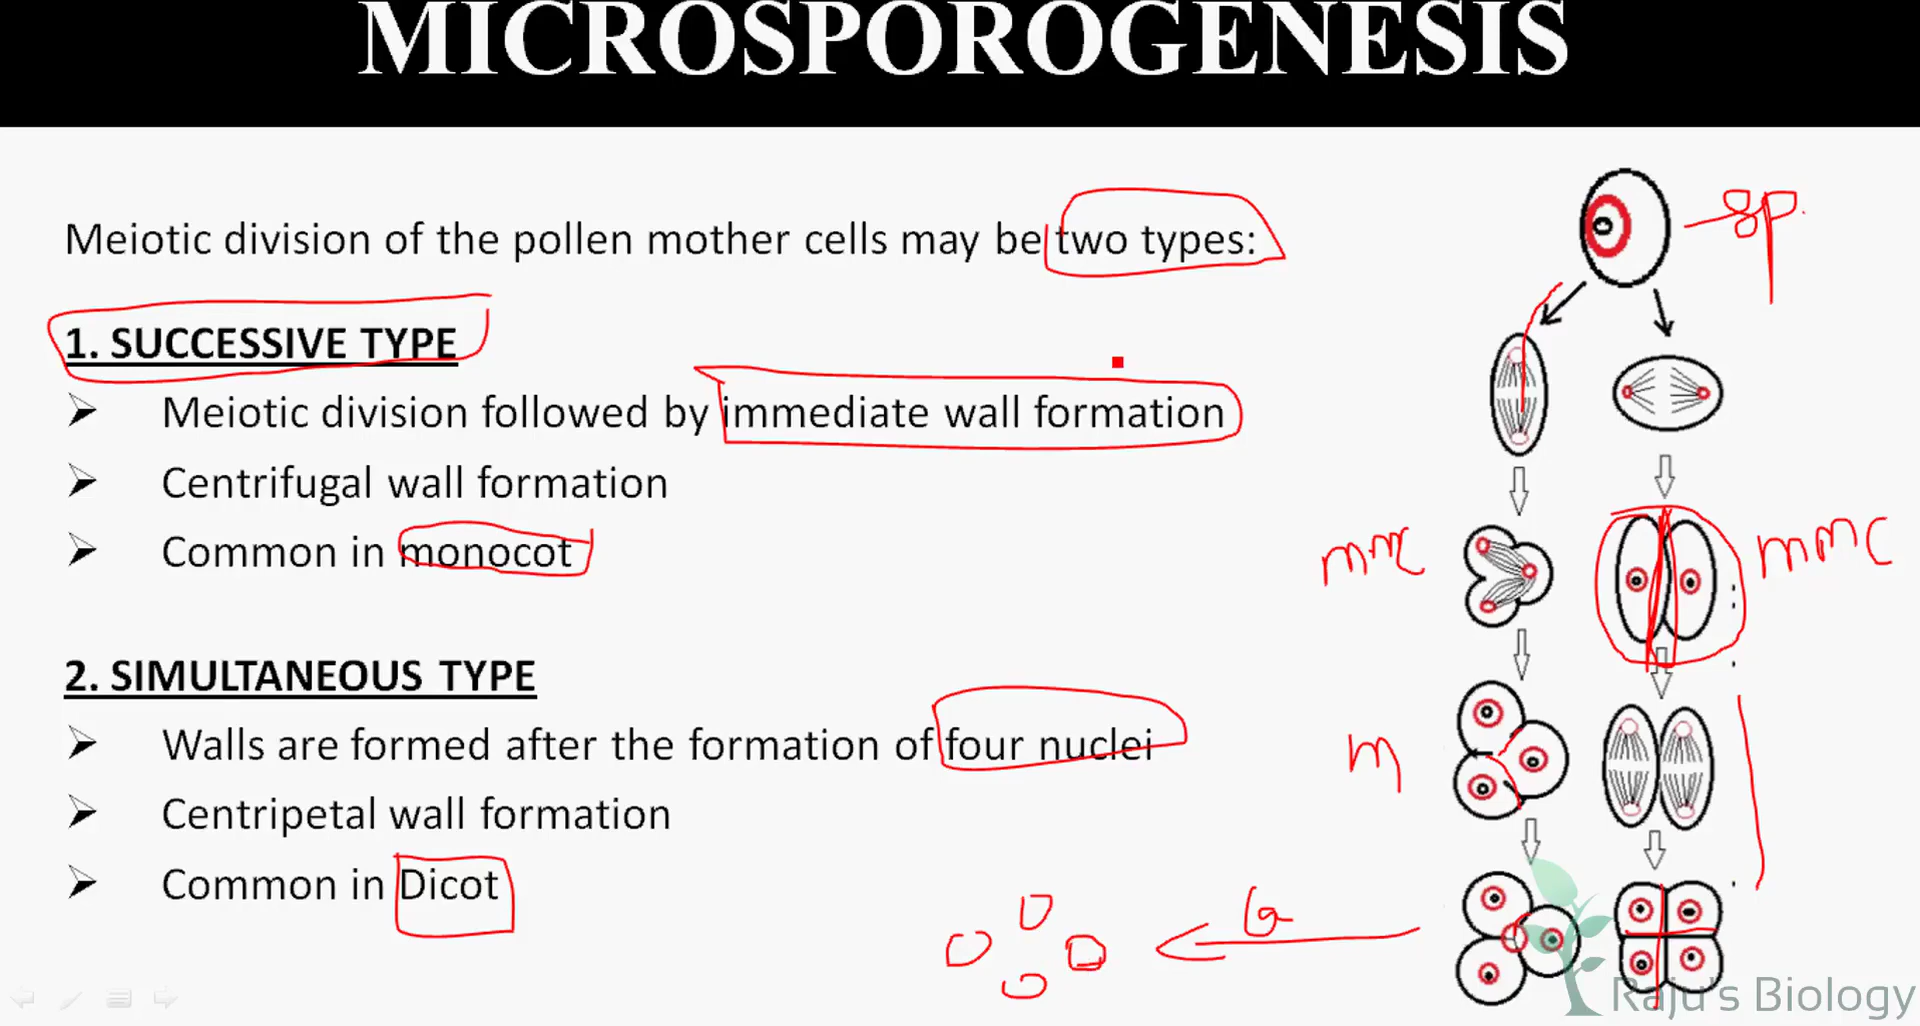 MICROSPOROGENESIS
Meiotic division of the pollen mother cells may be two types:
1. SUCCESSIVE TYPE
➢ Meiotic division followed by immediate wall formation
➢ Centrifugal wall formation
➢ Common in monocot
2. SIMULTANEOUS TYPE
➢ Walls are formed after the formation of four nuclei
➢ Centripetal wall formation
➢ Common in Dicot
mmc
mmc
m
Raju's Biology